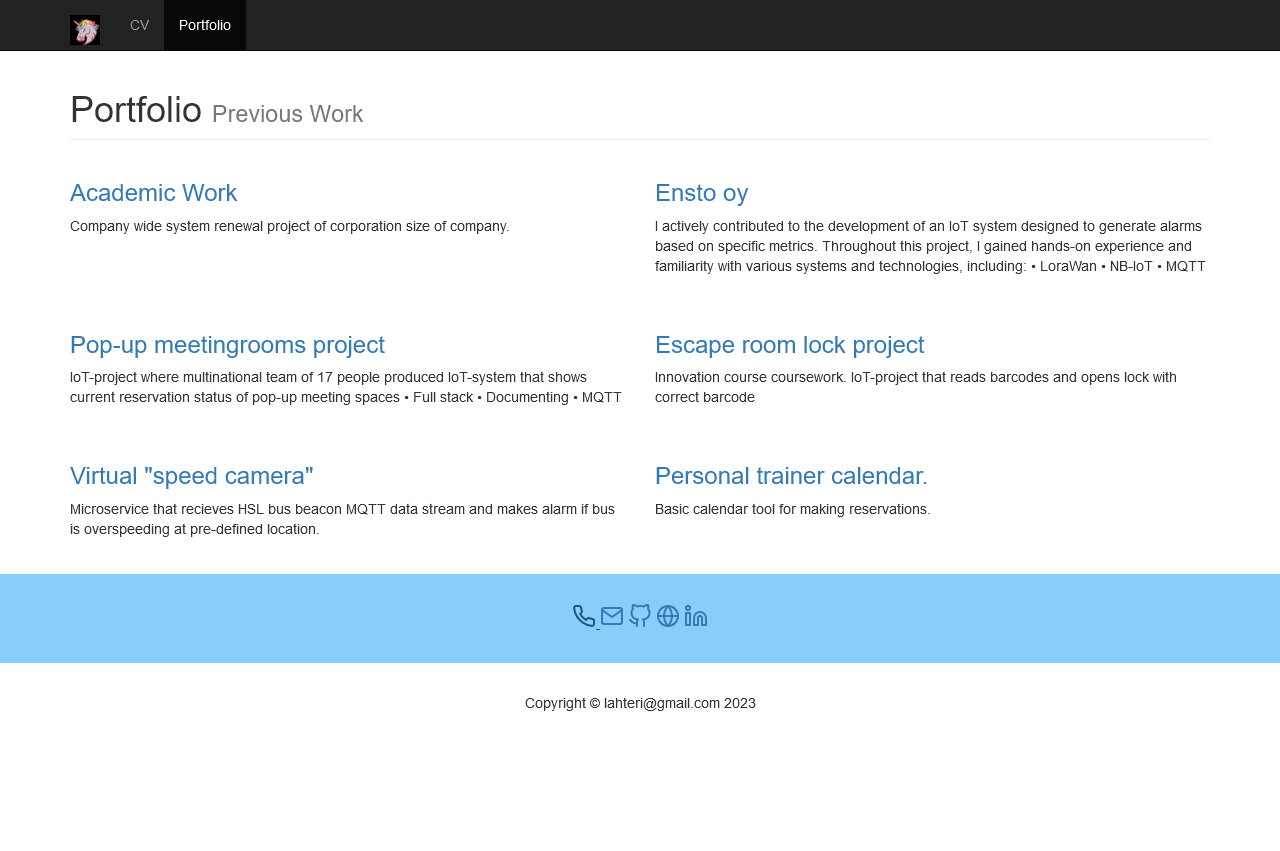 CV
Portfolio
Portfolio Previous Work
Academic Work
Company wide system renewal project of corporation size of company.
Ensto oy
I actively contributed to the development of an IoT system designed to generate alarms
based on specific metrics. Throughout this project, I gained hands-on experience and
familiarity with various systems and technologies, including: • LoraWan • NB-IoT • MQTT
Pop-up meetingrooms project
IoT-project where multinational team of 17 people produced IoT-system that shows
current reservation status of pop-up meeting spaces • Full stack • Documenting • MQTT
Escape room lock project
Innovation course coursework. IoT-project that reads barcodes and opens lock with
correct barcode
Virtual "speed camera"
Microservice that recieves HSL bus beacon MQTT data stream and makes alarm if bus
is overspeeding at pre-defined location.
Personal trainer calendar.
Basic calendar tool for making reservations.
Copyright © lahteri@gmail.com 2023